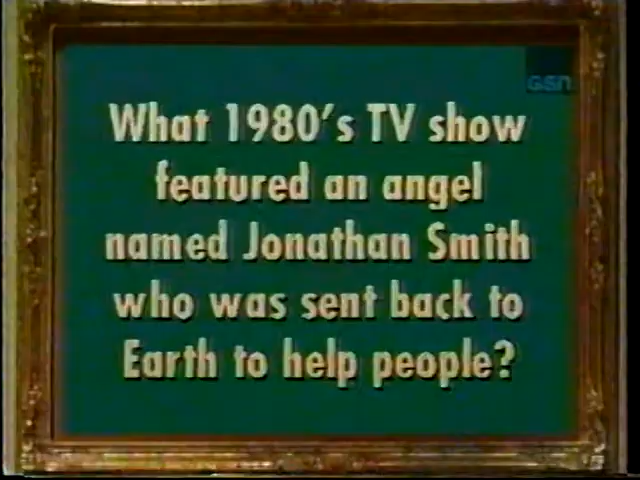 GSN
What 1980's TV show
featured an angel
named Jonathan Smith
who was sent back to
Earth to help people?